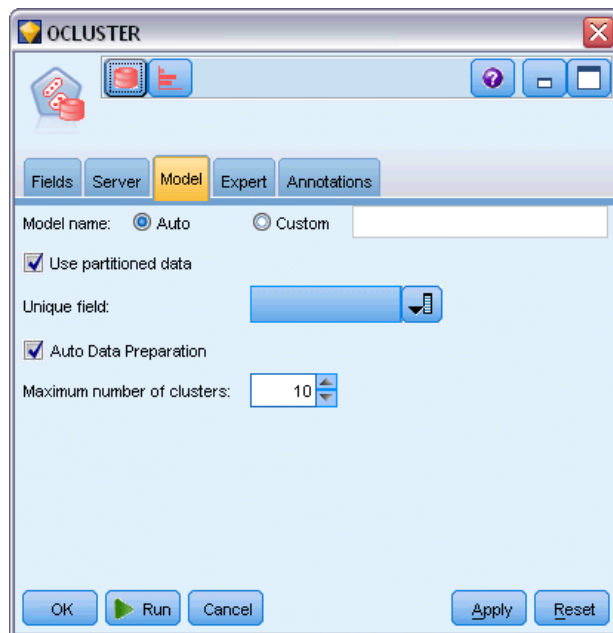 OCLUSTER
Fields Server Model Expert Annotations
Model name: Auto Custom
Use partitioned data
Unique field:
Auto Data Preparation
Maximum number of clusters: 10
OK Run Cancel Apply Reset